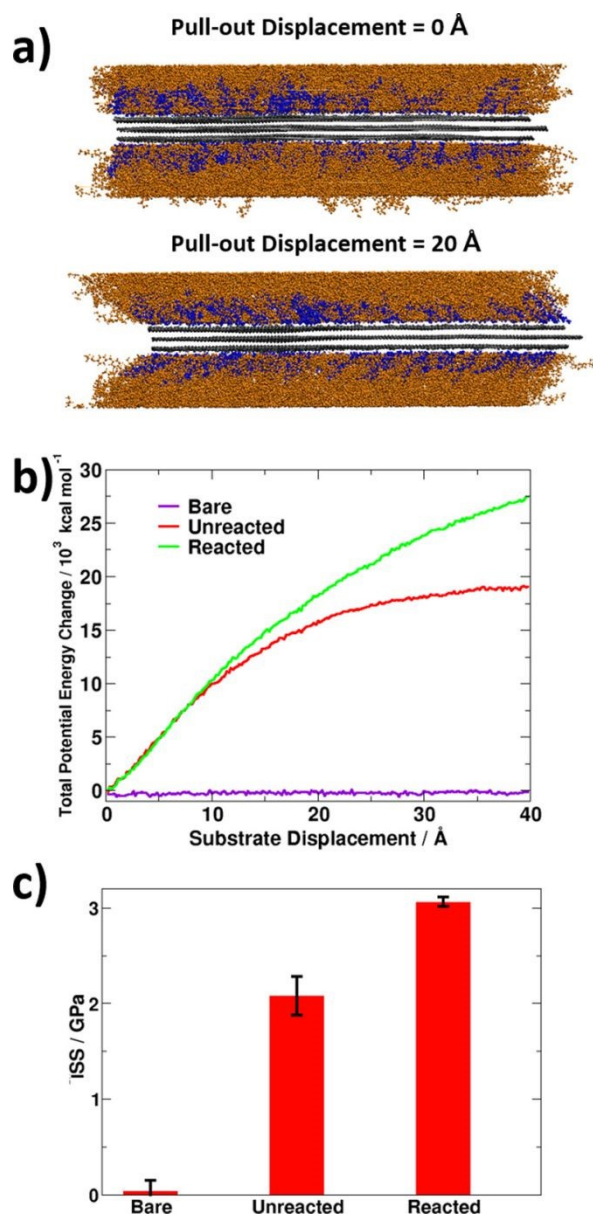 a)
Pull-out Displacement = 0 Å
Pull-out Displacement = 20 Å
b)
Total Potential Energy Change / 10³ kcal mol⁻¹
30
25
20
15
10
5
0
Bare
Unreacted
Reacted
0 10 20 30 40
Substrate Displacement / Å
c)
ISS / GPa
3
2
1
0
Bare Unreacted Reacted